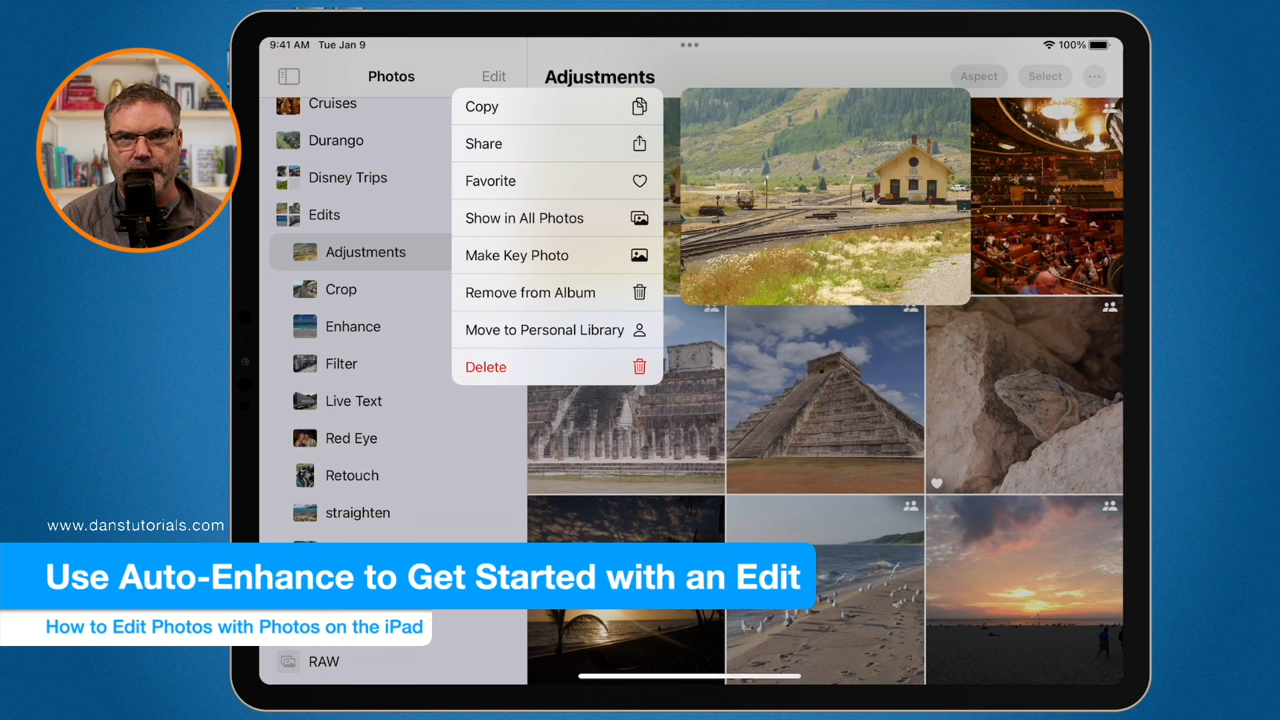 9:41 AM Tue Jan 9
100%
Photos
Edit
Adjustments
Aspect
Select
Cruises
Durango
Disney Trips
Edits
Adjustments
Crop
Enhance
Filter
Live Text
Red Eye
Retouch
straighten
RAW
Copy
Share
Favorite
Show in All Photos
Make Key Photo
Remove from Album
Move to Personal Library
Delete
www.danstutorials.com
Use Auto-Enhance to Get Started with an Edit
How to Edit Photos with Photos on the iPad